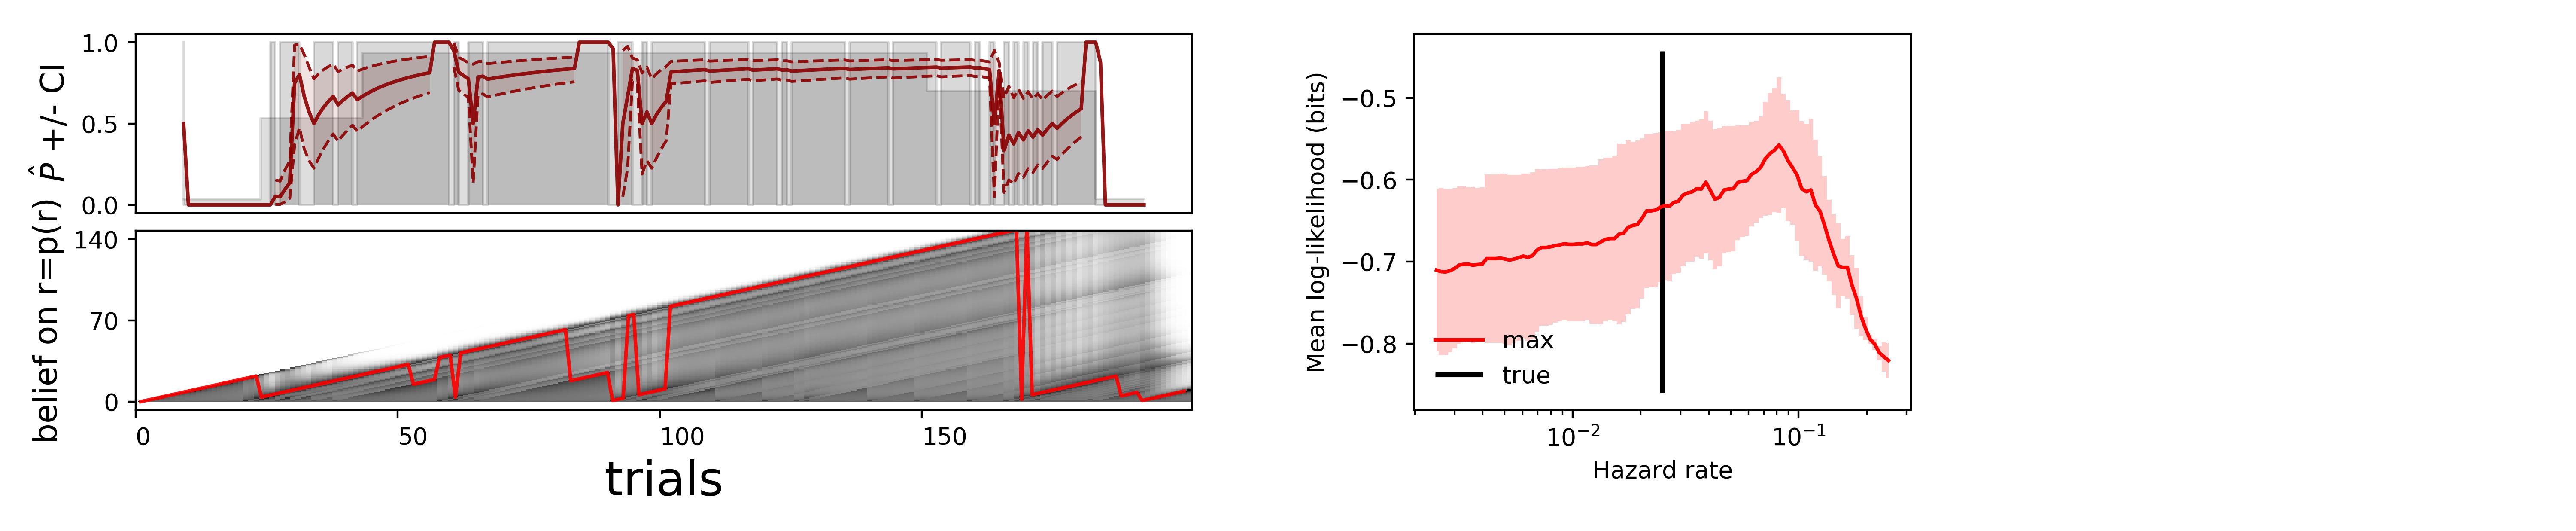 P̂ +/- CI
1.0
0.5
0.0
belief on r=p(r)
140
70
0
0
50
100
150
trials
Mean log-likelihood (bits)
−0.5
−0.6
−0.7
−0.8
max
true
10⁻²
10⁻¹
Hazard rate